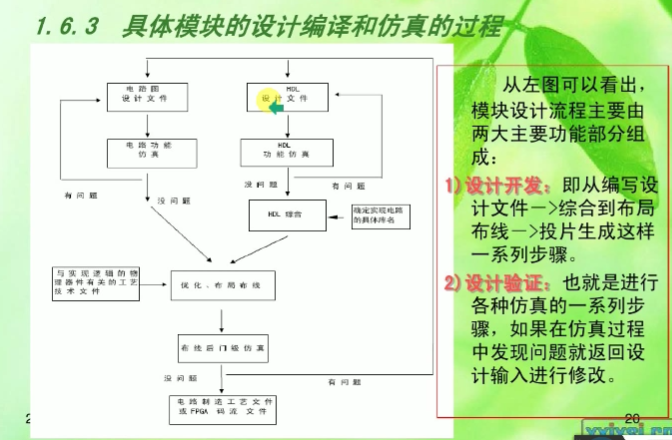 1.6.3 具体模块的设计编译和仿真的过程
电路图
设计文件
HDL
设计文件
电路功能
仿真
HDL
功能仿真
有问题
没问题
没问题
有问题
HDL 综合
确定实现电路
的具体库名
与实现逻辑的物
理器件有关的工艺
技术文件
优化、布局布线
布线后门级仿真
没问题
有问题
电路制造工艺文件
或FPGA 码流文件
从左图可以看出,
模块设计流程主要由
两大主要功能部分组
成:
1)设计开发:即从编写设
计文件—>综合到布局
布线—>投片生成这样
一系列步骤。
2)设计验证:也就是进行
各种仿真的一系列步
骤,如果在仿真过程
中发现问题就返回设
计输入进行修改。
20